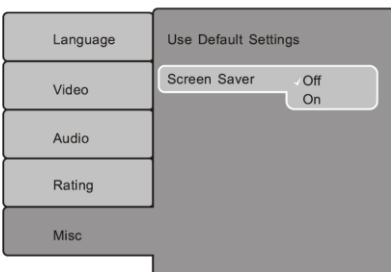 Language
Video
Audio
Rating
Misc
Use Default Settings
Screen Saver
✓Off
On